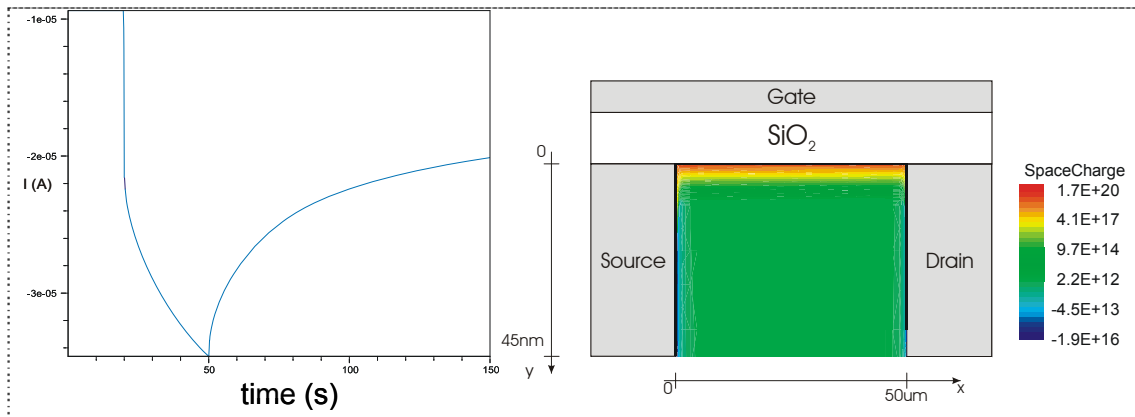 -1e-05
-2e-05
I (A)
-3e-05
50
100
150
time (s)
0
45nm
y
Gate
SiO2
Source
Drain
0
50um
x
SpaceCharge
1.7E+20
4.1E+17
9.7E+14
2.2E+12
-4.5E+13
-1.9E+16